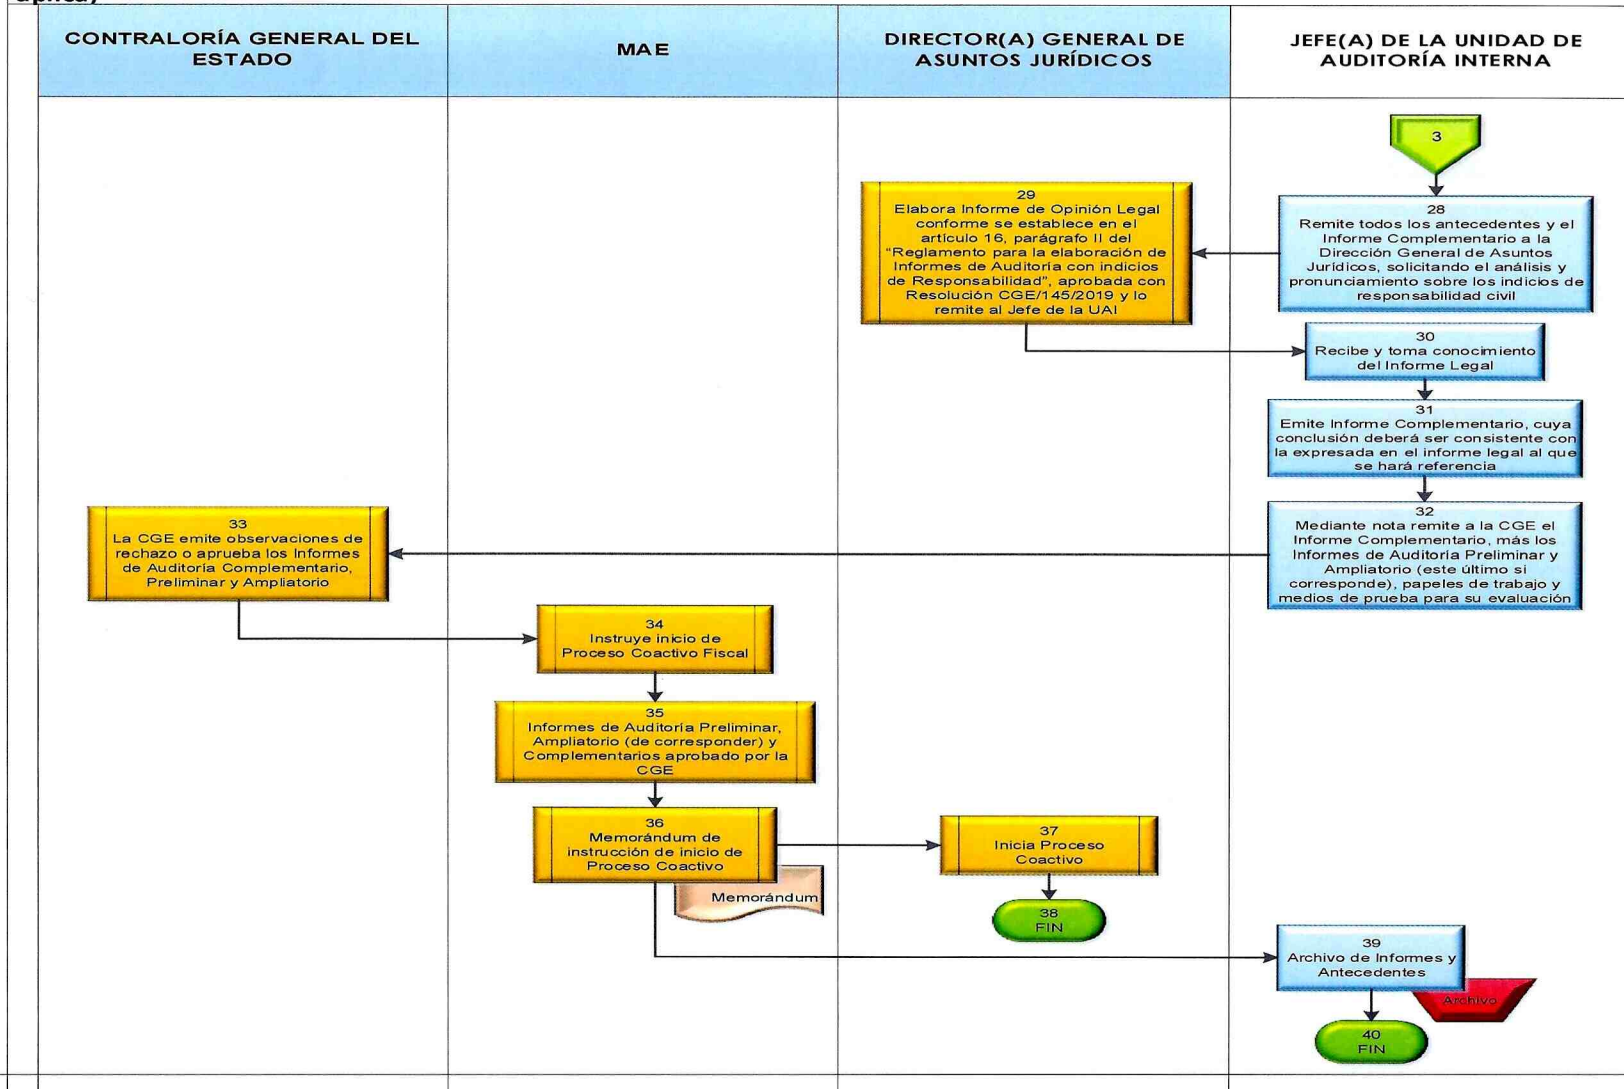 CONTRALORÍA GENERAL DEL
ESTADO
MAE
DIRECTOR(A) GENERAL DE
ASUNTOS JURÍDICOS
JEFE(A) DE LA UNIDAD DE
AUDITORÍA INTERNA
3
28
Remite todos los antecedentes y el
Informe Complementario a la
Dirección General de Asuntos
Jurídicos, solicitando el análisis y
pronunciamiento sobre los indicios de
responsabilidad civil
29
Elabora Informe de Opinión Legal
conforme se establece en el
artículo 16, parágrafo II del
"Reglamento para la elaboración de
Informes de Auditoría con indicios
de Responsabilidad", aprobada con
Resolución CGE/145/2019 y lo
remite al Jefe de la UAI
30
Recibe y toma conocimiento
del Informe Legal
31
Emite Informe Complementario, cuya
conclusión deberá ser consistente con
la expresada en el informe legal al que
se hará referencia
32
Mediante nota remite a la CGE el
Informe Complementario, más los
Informes de Auditoría Preliminar y
Ampliatorio (este último si
corresponde), papeles de trabajo y
medios de prueba para su evaluación
33
La CGE emite observaciones de
rechazo o aprueba los Informes
de Auditoría Complementario,
Preliminar y Ampliatorio
34
Instruye inicio de
Proceso Coactivo Fiscal
35
Informes de Auditoría Preliminar,
Ampliatorio (de corresponder) y
Complementarios aprobado por la
CGE
36
Memorándum de
instrucción de inicio de
Proceso Coactivo
Memorándum
37
Inicia Proceso
Coactivo
38
FIN
39
Archivo de Informes y
Antecedentes
Archivo
40
FIN